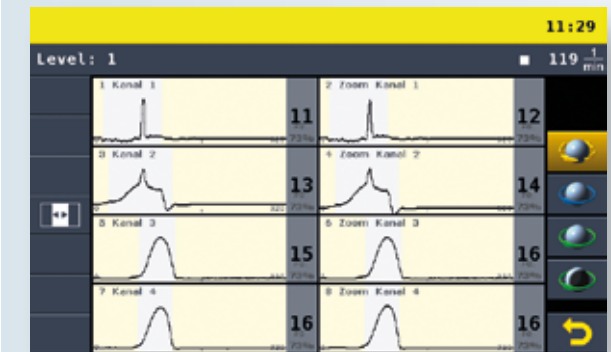 11:29
Level: 1
119 1/min
1 Kanal 1
11
2 Zoom Kanal 1
12
3 Kanal 2
13
4 Zoom Kanal 2
14
5 Kanal 3
15
6 Zoom Kanal 3
16
7 Kanal 4
16
8 Zoom Kanal 4
16